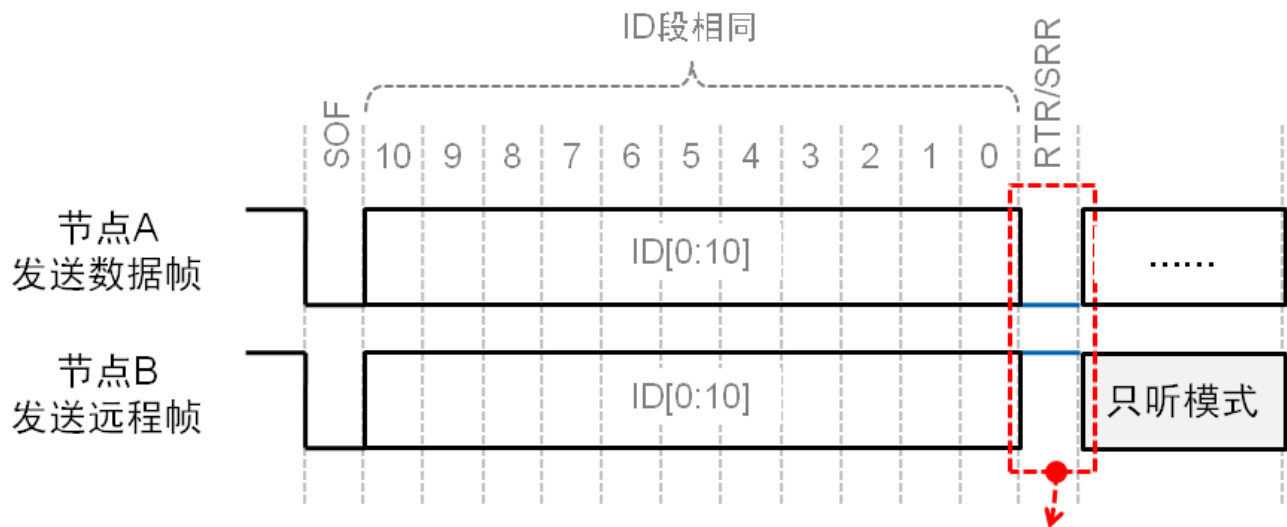 ID段相同
SOF
10 9 8 7 6 5 4 3 2 1 0
RTR/SRR
节点A
发送数据帧
ID[0:10]
······
节点B
发送远程帧
ID[0:10]
只听模式